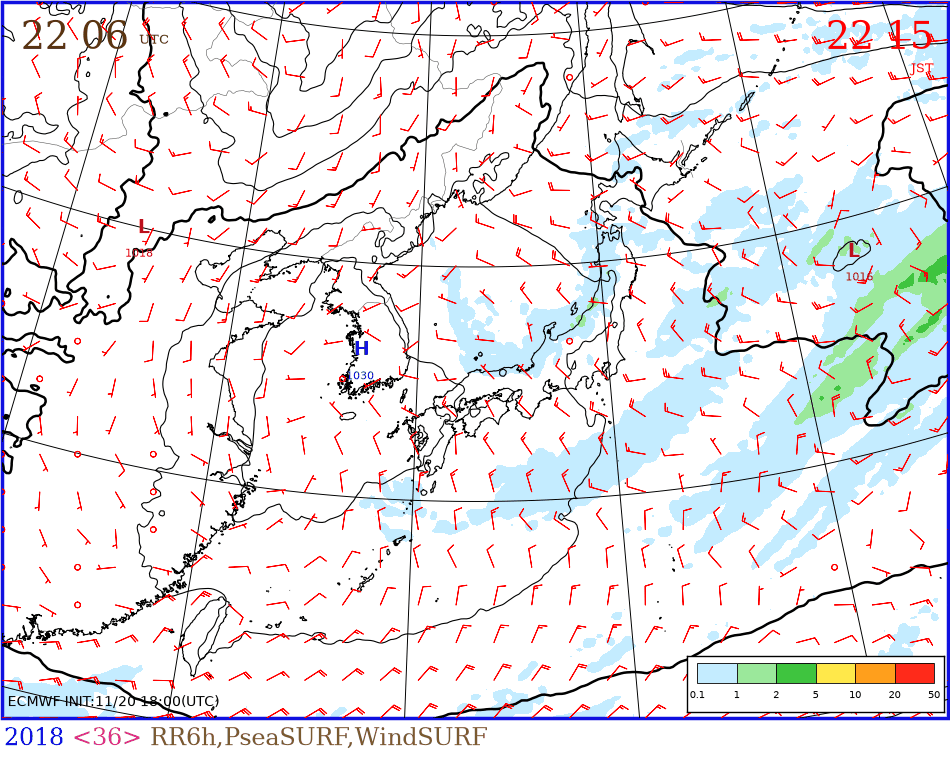 22 06 UTC
22 15
JST
L
1018
L
1016
H
1030
0.1 1 2 5 10 20 50
ECMWF INIT:11/20 18:00(UTC)
2018 <36> RR6h,PseaSURF,WindSURF